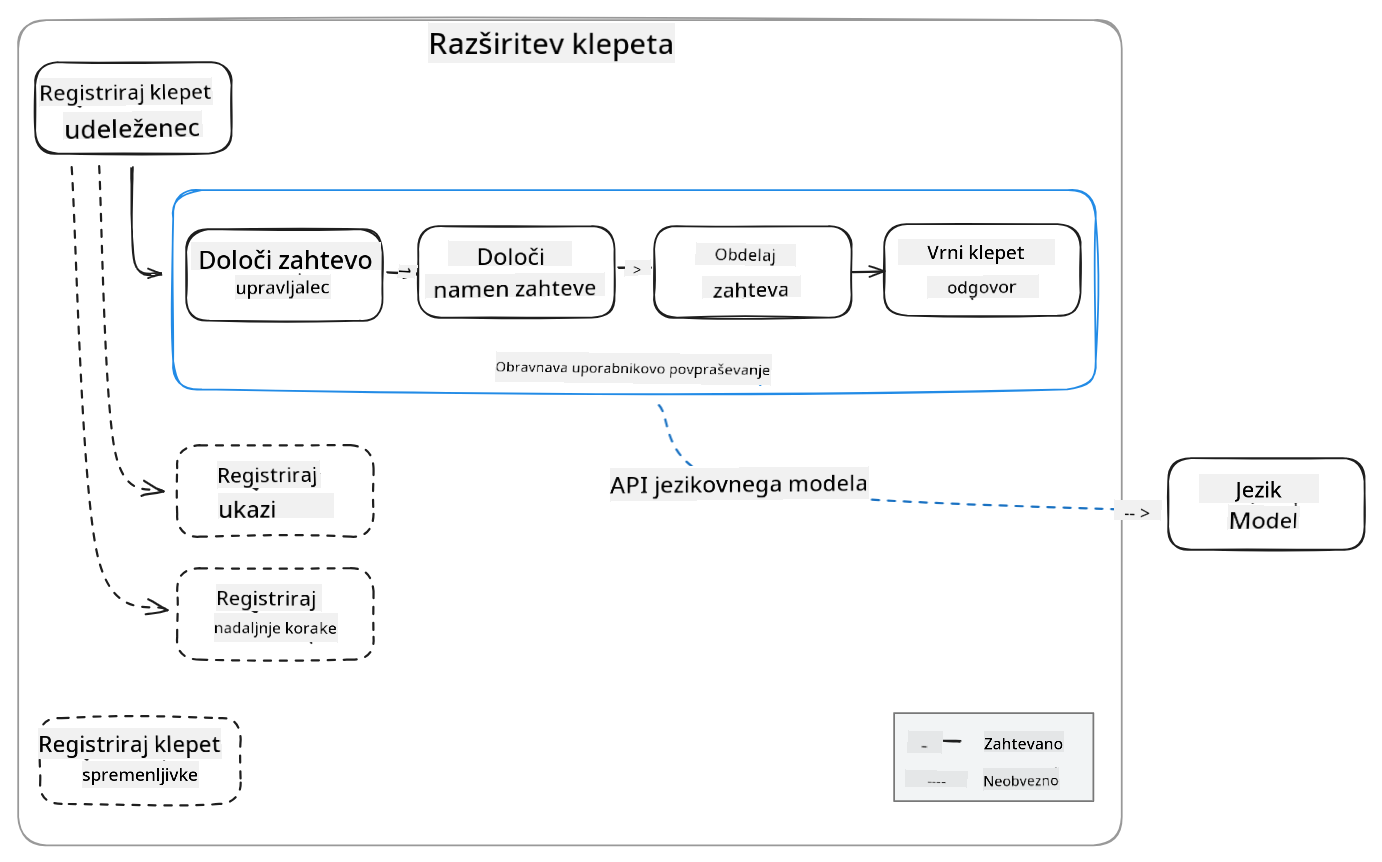 Razširitev klepeta
Registriraj klepet
udeleženec
Določi zahtevo
upravljalec
Določi
namen zahteve
Obdelaj
zahteva
Vrni klepet
odgovor
Obravnava uporabnikovo povpraševanje
Registriraj
ukazi
API jezikovnega modela
-- >
Jezik
Model
Registriraj
nadaljnje korake
Registriraj klepet
spremenljivke
Zahtevano
Neobvezno